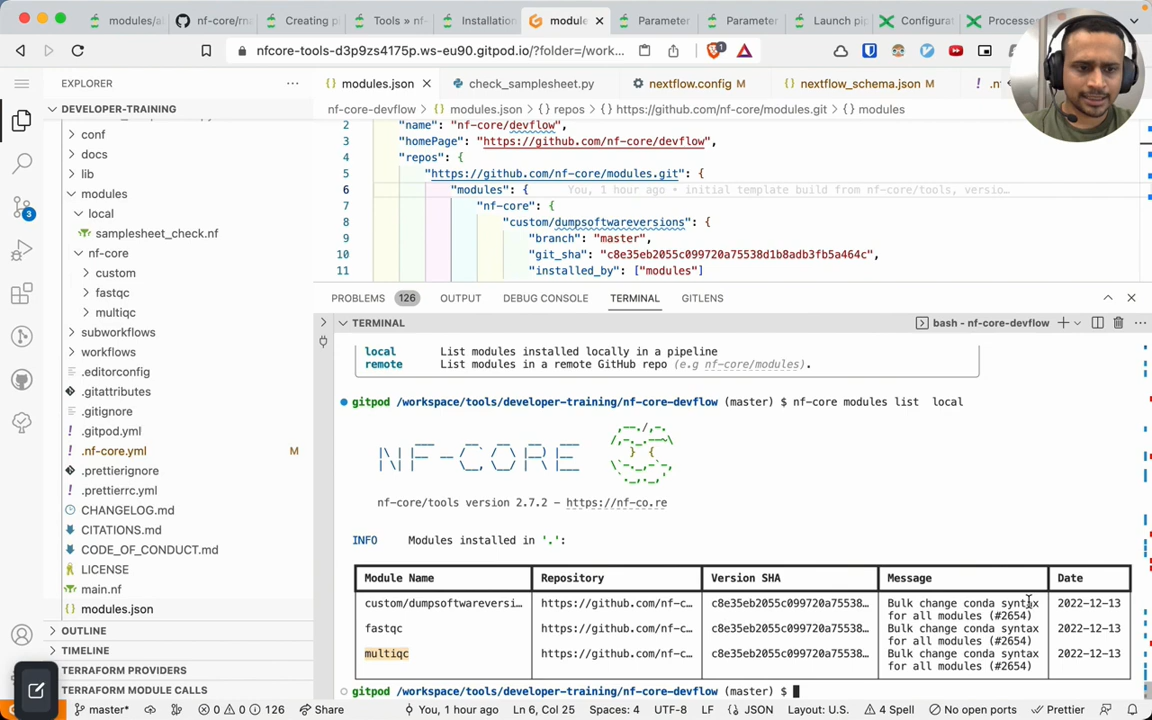 modules/al
nf-core/rna
Creating p
Tools » nf-
Installation
module
Parameter
Parameter
Launch pip
Configurat
Processes
nfcore-tools-d3p9zs4175p.ws-eu90.gitpod.io/?folder=/work...
EXPLORER
modules.json
check_samplesheet.py
nextflow.config M
nextflow_schema.json M
DEVELOPER-TRAINING
nf-core-devflow > modules.json > {} repos > {} https://github.com/nf-core/modules.git > {} modules
conf
docs
lib
modules
local
samplesheet_check.nf
nf-core
custom
fastqc
multiqc
subworkflows
workflows
.editorconfig
.gitattributes
.gitignore
.gitpod.yml
.nf-core.yml M
.prettierignore
.prettierrc.yml
CHANGELOG.md
CITATIONS.md
CODE_OF_CONDUCT.md
LICENSE
main.nf
modules.json
OUTLINE
TIMELINE
TERRAFORM PROVIDERS
TERRAFORM MODULE CALLS
3
2 "name": "nf-core/devflow",
3 "homePage": "https://github.com/nf-core/devflow",
4 "repos": {
5 "https://github.com/nf-core/modules.git": {
6 "modules": { You, 1 hour ago • initial template build from nf-core/tools, versio…
7 "nf-core": {
8 "custom/dumpsoftwareversions": {
9 "branch": "master",
10 "git_sha": "c8e35eb2055c099720a75538d1b8adb3fb5a464c",
11 "installed_by": ["modules"]
PROBLEMS 126 OUTPUT DEBUG CONSOLE TERMINAL GITLENS
TERMINAL
bash - nf-core-devflow
local List modules installed locally in a pipeline
remote List modules in a remote GitHub repo (e.g nf-core/modules).
gitpod /workspace/tools/developer-training/nf-core-devflow (master) $ nf-core modules list local
NF-CORE
nf-core/tools version 2.7.2 – https://nf-co.re
INFO Modules installed in '.':
Module Name Repository Version SHA Message Date
custom/dumpsoftwareversi… https://github.com/nf-c… c8e35eb2055c099720a75538… Bulk change conda syntax 2022-12-13
for all modules (#2654)
fastqc https://github.com/nf-c… c8e35eb2055c099720a75538… Bulk change conda syntax 2022-12-13
for all modules (#2654)
multiqc https://github.com/nf-c… c8e35eb2055c099720a75538… Bulk change conda syntax 2022-12-13
for all modules (#2654)
gitpod /workspace/tools/developer-training/nf-core-devflow (master) $
master* 0 0 126 Share You, 1 hour ago Ln 6, Col 25 Spaces: 4 UTF-8 LF {} JSON Layout: U.S. 4 Spell No open ports Prettier